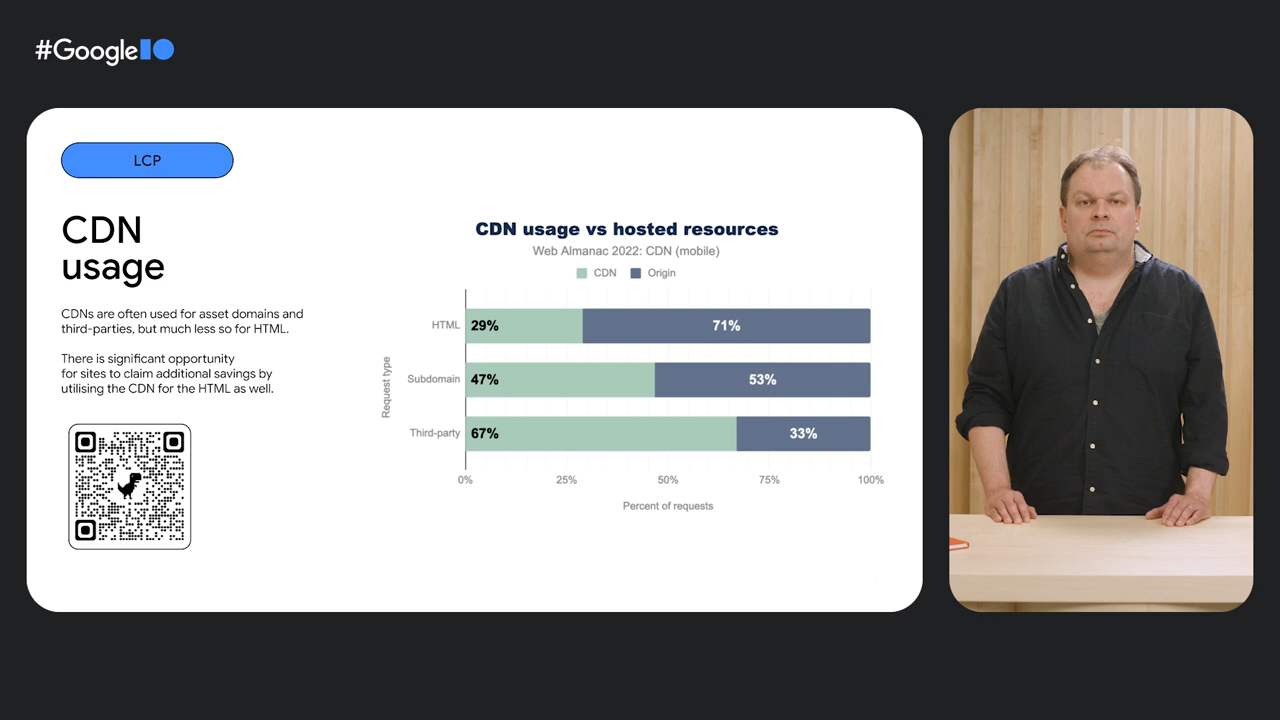 #GoogleIO
LCP
CDN
usage
CDNs are often used for asset domains and
third-parties, but much less so for HTML.
There is significant opportunity
for sites to claim additional savings by
utilising the CDN for the HTML as well.
CDN usage vs hosted resources
Web Almanac 2022: CDN (mobile)
CDN Origin
Request type
HTML 29% 71%
Subdomain 47% 53%
Third-party 67% 33%
0% 25% 50% 75% 100%
Percent of requests